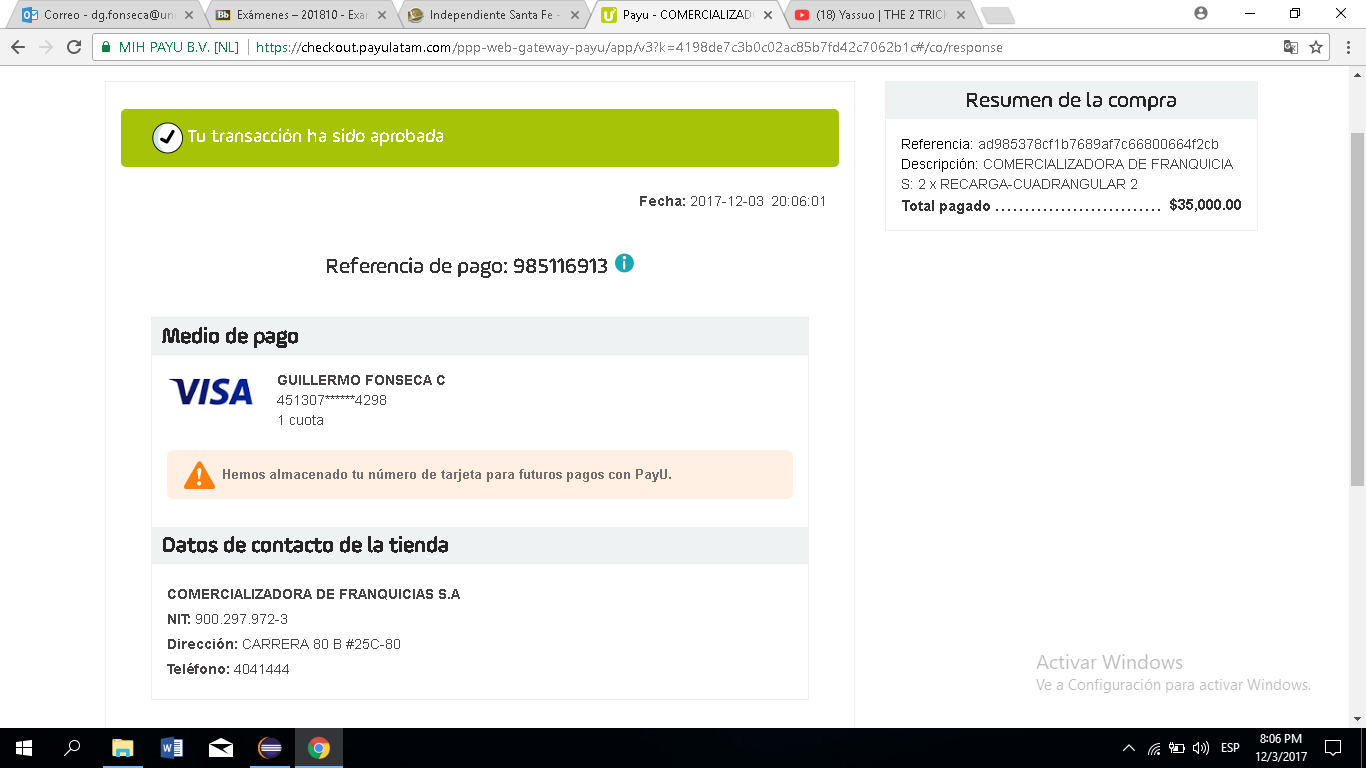 Correo - dg.fonseca@un
Exámenes – 201810 - Exa
Independiente Santa Fe -
Payu - COMERCIALIZAD
(18) Yassuo | THE 2 TRIC
MIH PAYU B.V. [NL]
https://checkout.payulatam.com/ppp-web-gateway-payu/app/v3?k=4198de7c3b0c02ac85b7fd42c7062b1c#/co/response
Tu transacción ha sido aprobada
Fecha: 2017-12-03 20:06:01
Referencia de pago: 985116913
Medio de pago
VISA
GUILLERMO FONSECA C
451307******4298
1 cuota
Hemos almacenado tu número de tarjeta para futuros pagos con PayU.
Datos de contacto de la tienda
COMERCIALIZADORA DE FRANQUICIAS S.A
NIT: 900.297.972-3
Dirección: CARRERA 80 B #25C-80
Teléfono: 4041444
Resumen de la compra
Referencia: ad985378cf1b7689af7c66800664f2cb
Descripción: COMERCIALIZADORA DE FRANQUICIA
S: 2 x RECARGA-CUADRANGULAR 2
Total pagado ........................... $35,000.00
Activar Windows
Ve a Configuración para activar Windows.
ESP
8:06 PM
12/3/2017